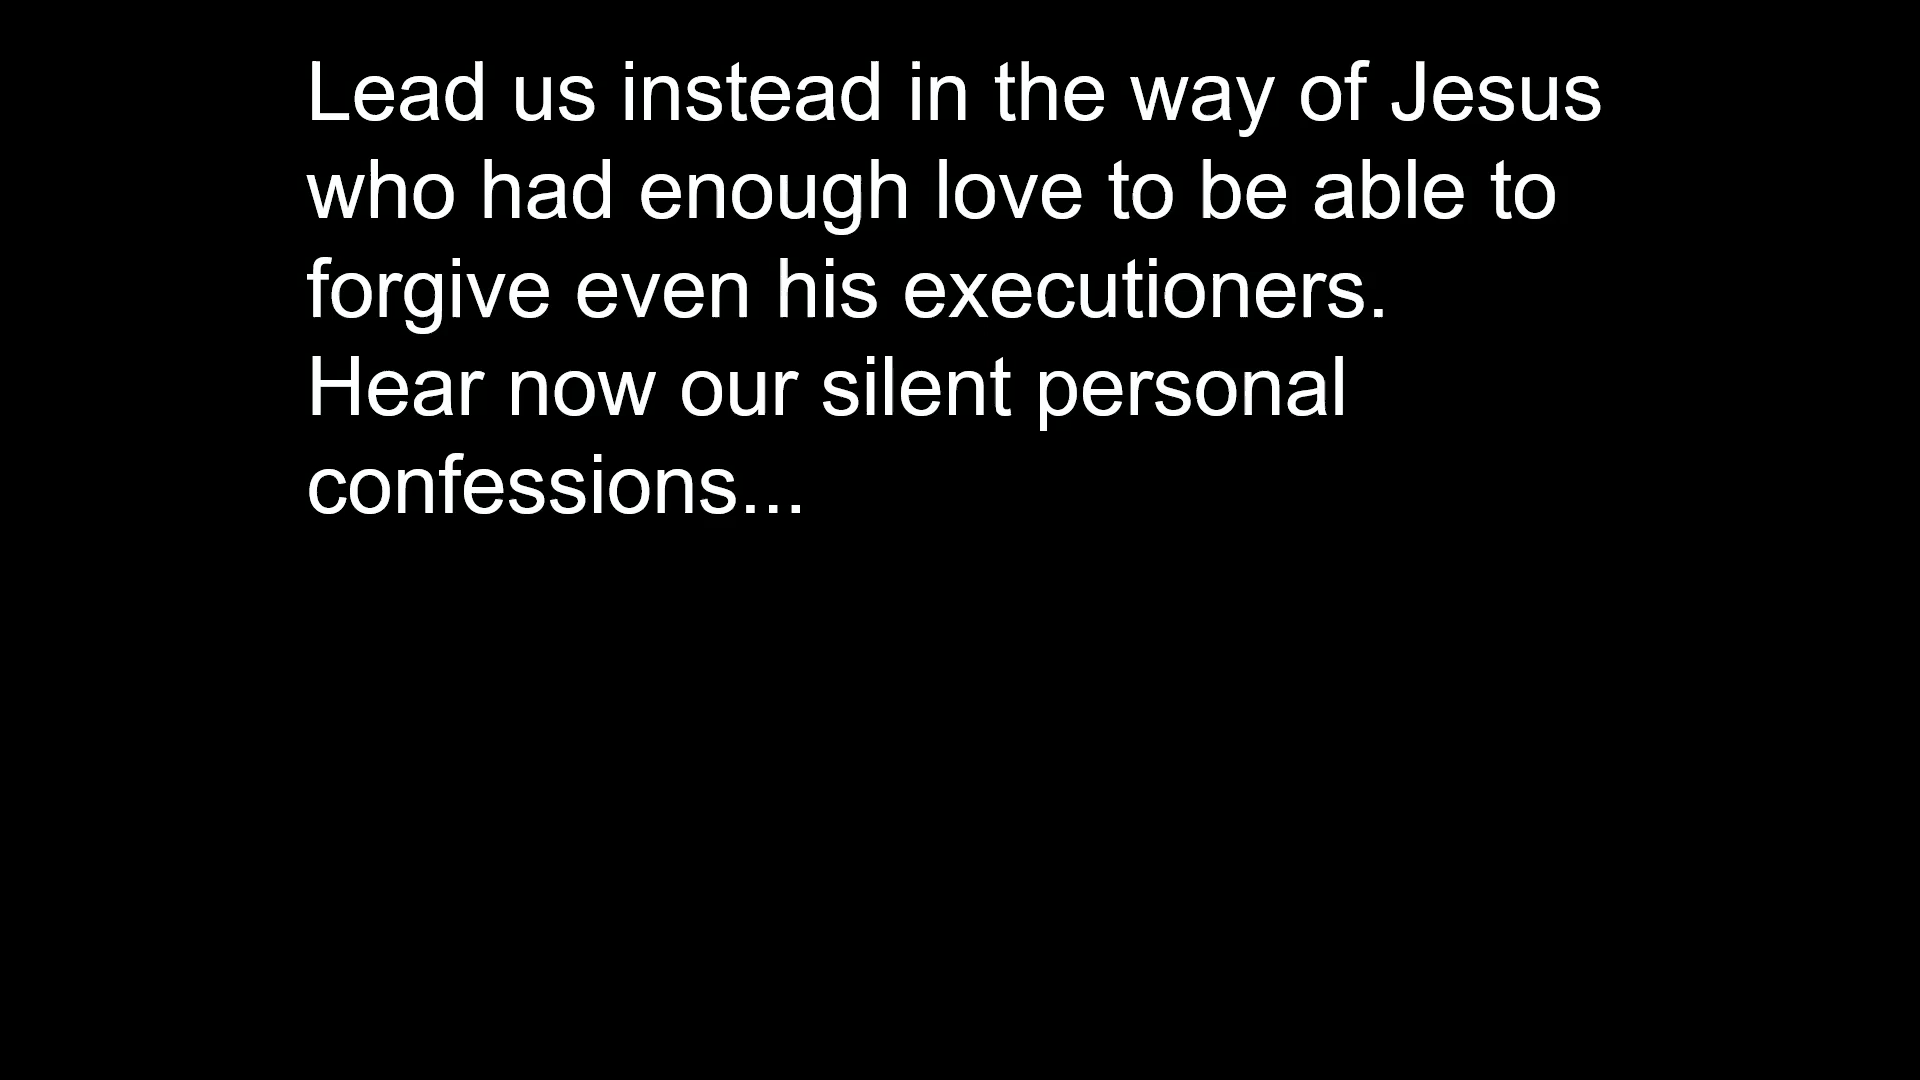 Lead us instead in the way of Jesus
who had enough love to be able to
forgive even his executioners.
Hear now our silent personal
confessions...